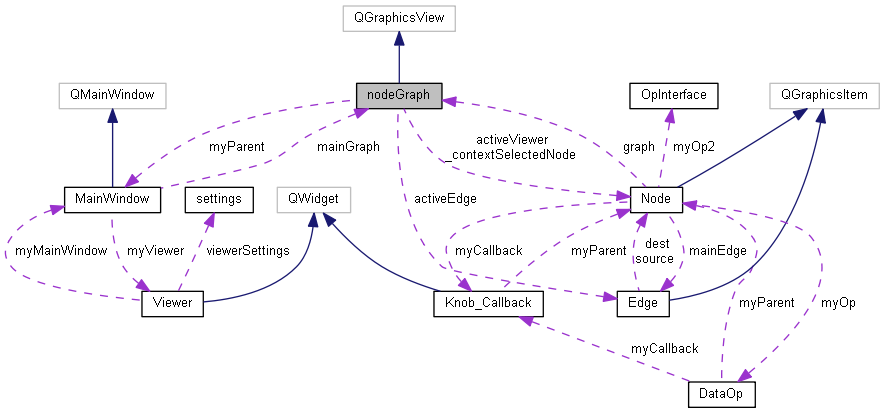 QGraphicsView
QMainWindow
nodeGraph
OpInterface
QGraphicsItem
myParent
mainGraph
activeViewer
_contextSelectedNode
graph
myOp2
MainWindow
settings
QWidget
activeEdge
Node
myMainWindow
myViewer
viewerSettings
myCallback
myParent
dest
source
mainEdge
Viewer
Knob_Callback
Edge
myParent
myOp
myCallback
DataOp